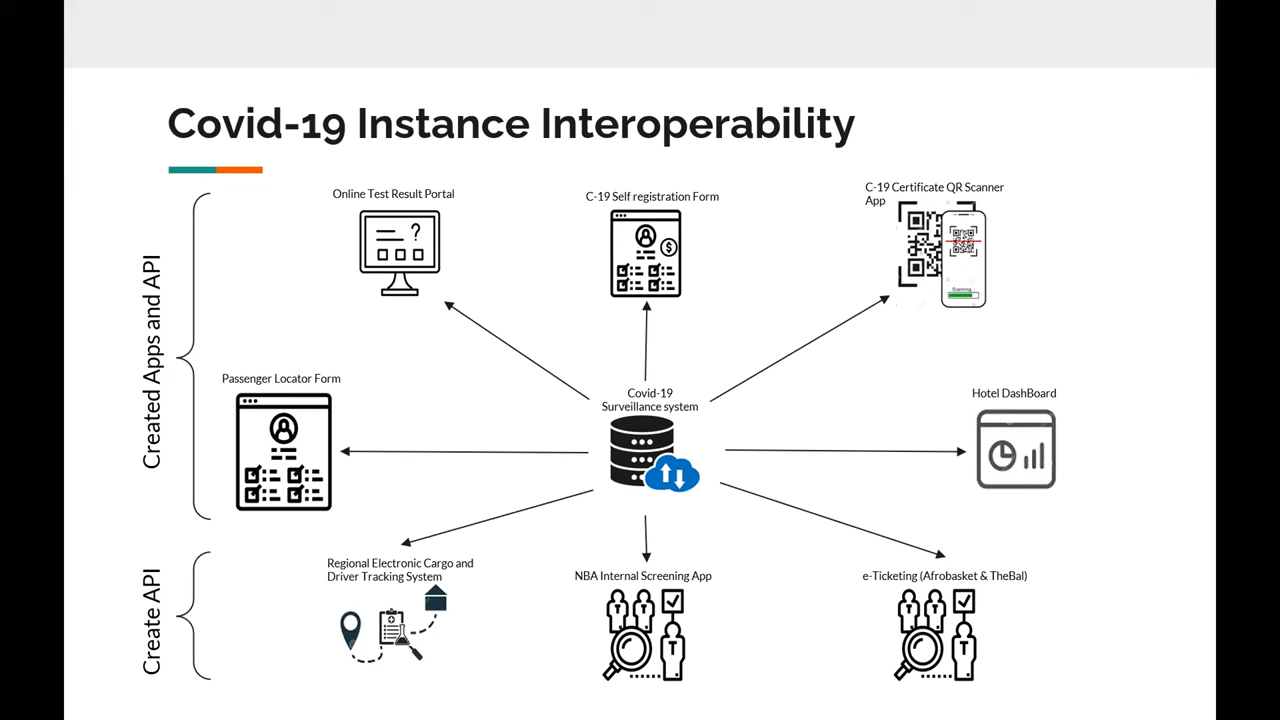 Covid-19 Instance Interoperability
Created Apps and API
Online Test Result Portal
?
C-19 Self registration Form
$
C-19 Certificate QR Scanner
App
Scanning...
Passenger Locator Form
Covid-19
Surveillance system
Hotel DashBoard
Create API
Regional Electronic Cargo and
Driver Tracking System
NBA Internal Screening App
e-Ticketing (Afrobasket & TheBal)